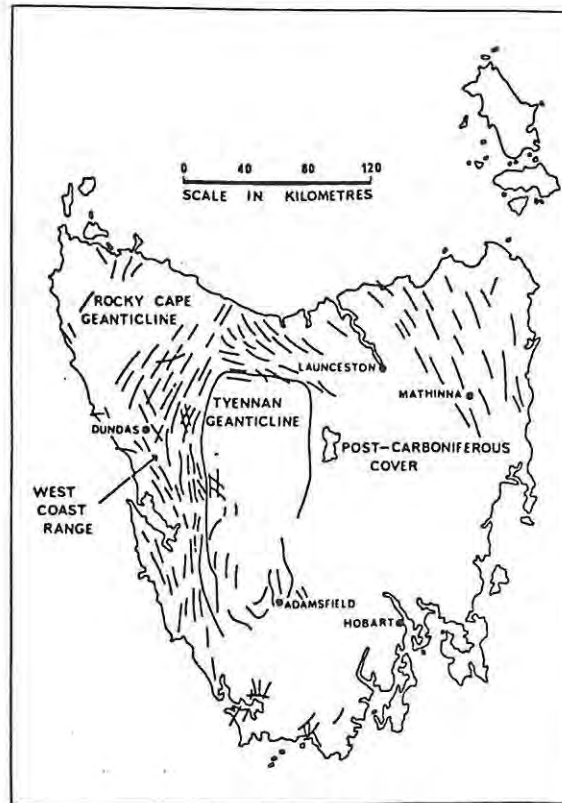 0 40 80 120
SCALE IN KILOMETRES
ROCKY CAPE
GEANTICLINE
LAUNCESTON
TYENNAN
GEANTICLINE
MATHINNA
DUNDAS
POST-CARBONIFEROUS
COVER
WEST
COAST
RANGE
ADAMSFIELD
HOBART